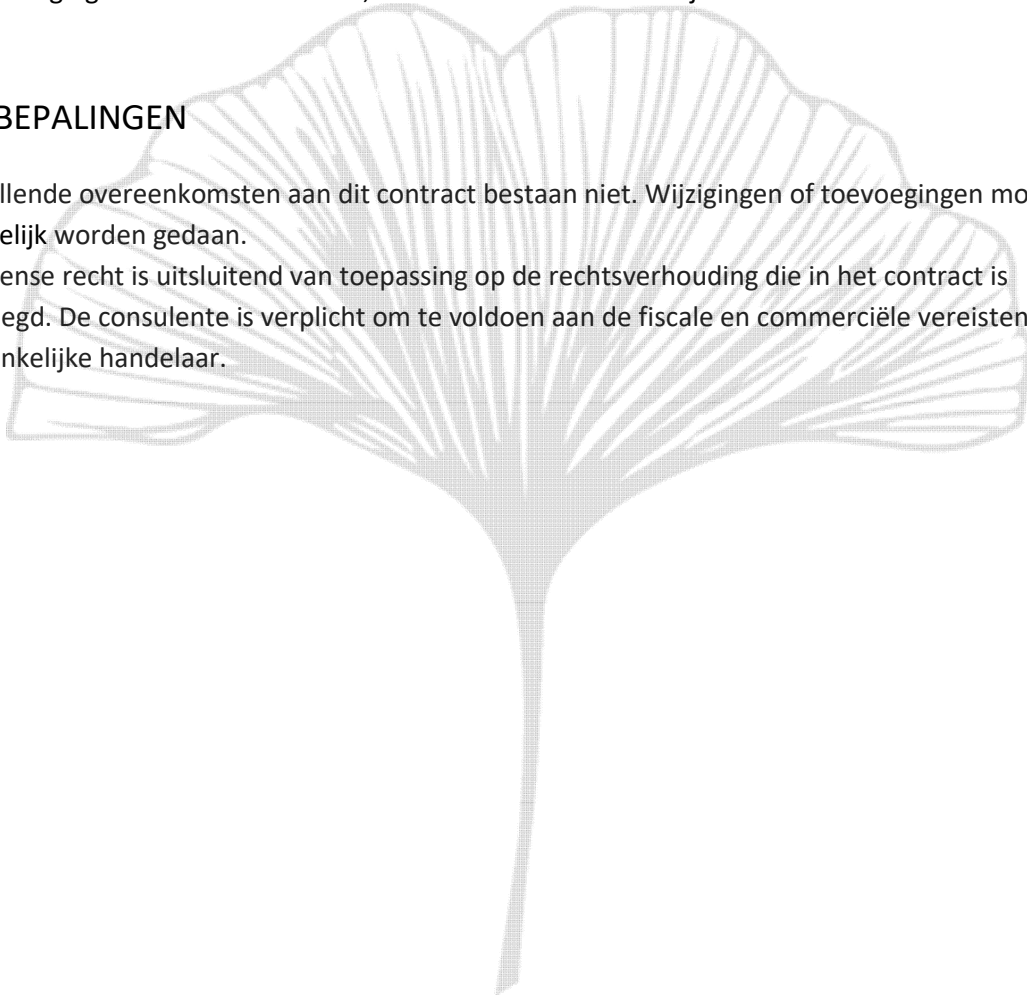 BEPALINGEN
llende overeenkomsten aan dit contract bestaan niet. Wijzigingen of toevoegingen mo
elijk worden gedaan.
ense recht is uitsluitend van toepassing op de rechtsverhouding die in het contract is
egd. De consulente is verplicht om te voldoen aan de fiscale en commerciële vereisten
nkelijke handelaar.